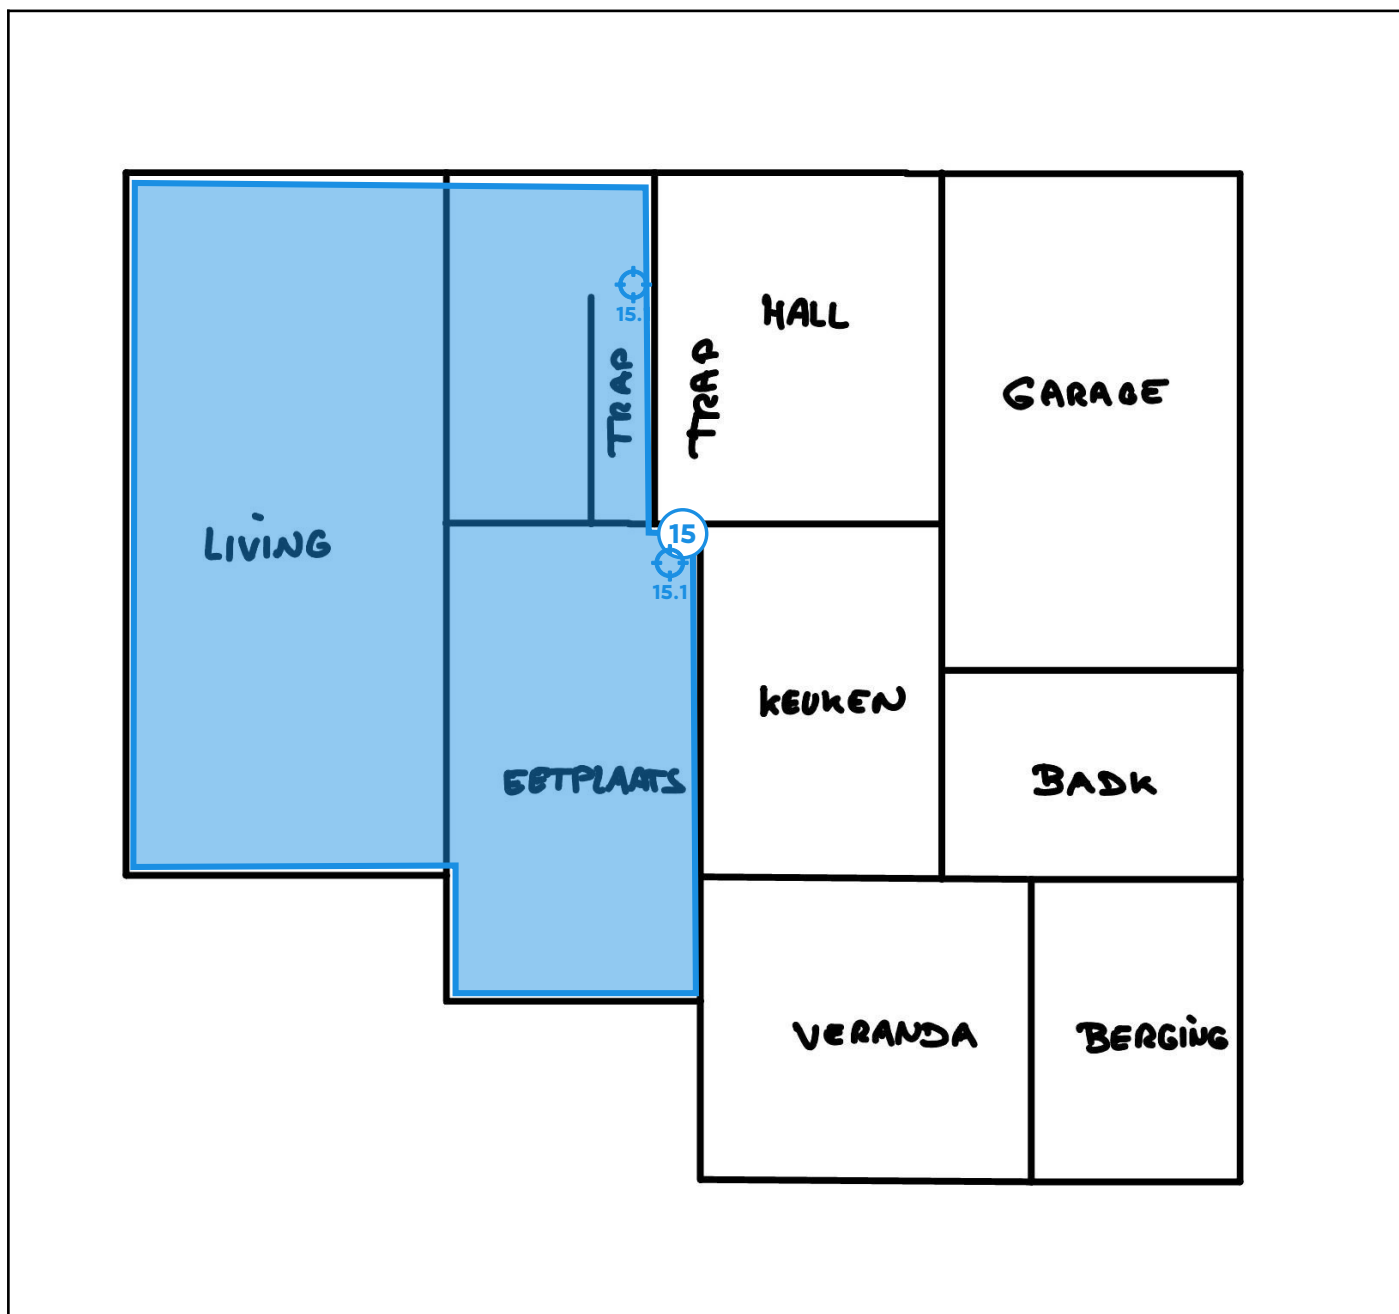 HALL
15.
TRAP
TRAP
GARAGE
LIVING
15
15.1
KEUKEN
EETPLAATS
BADK
VERANDA
BERGING